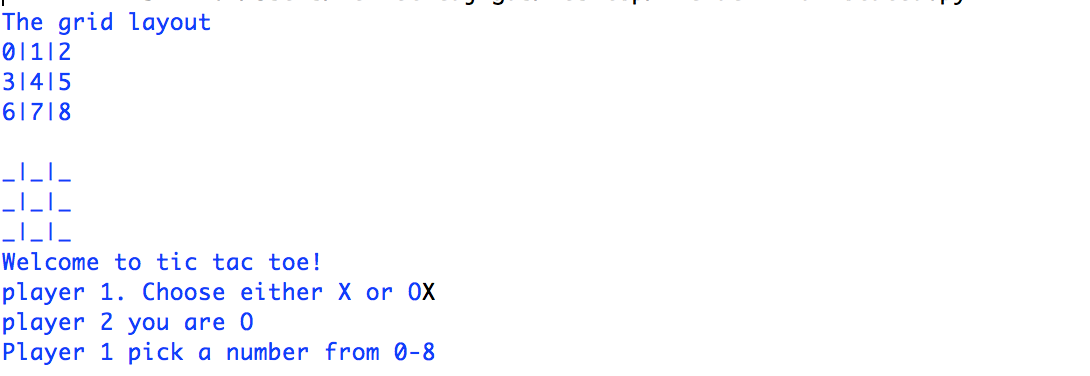 The grid layout
0|1|2
3|4|5
6|7|8
_|_|_
_|_|_
_|_|_
Welcome to tic tac toe!
player 1. Choose either X or OX
player 2 you are O
Player 1 pick a number from 0-8